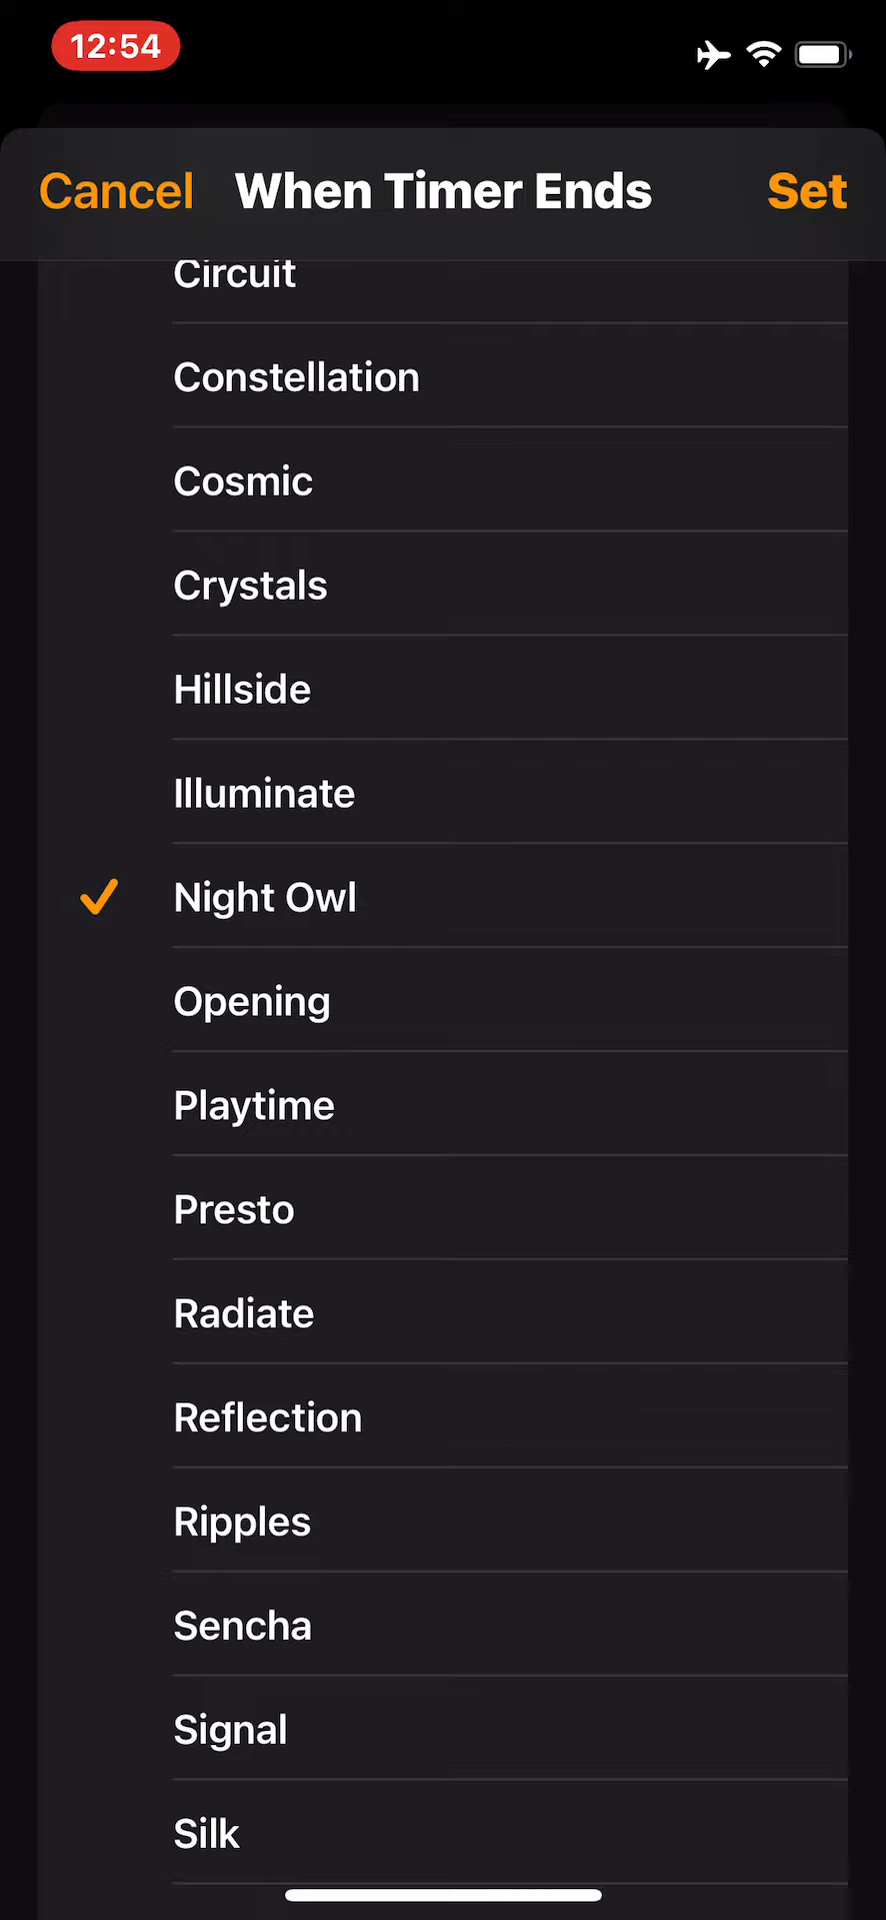 12:54
Cancel When Timer Ends Set
Circuit
Constellation
Cosmic
Crystals
Hillside
Illuminate
Night Owl
Opening
Playtime
Presto
Radiate
Reflection
Ripples
Sencha
Signal
Silk